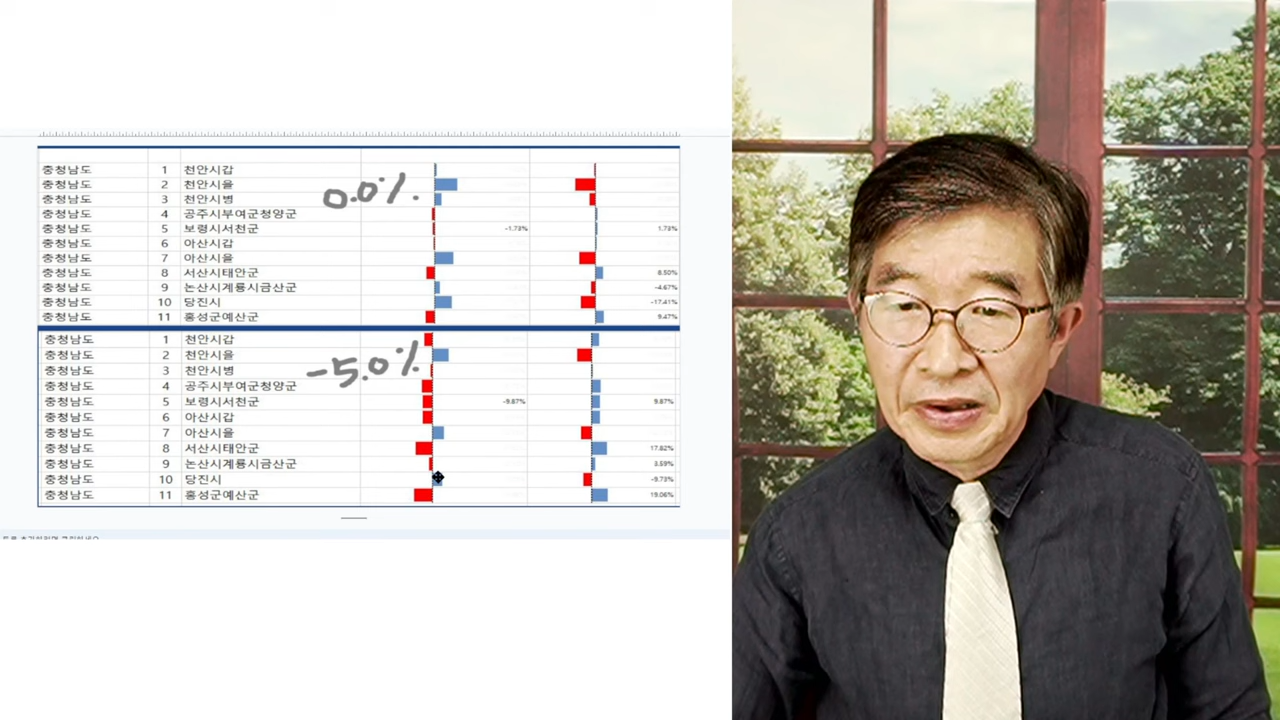 충청남도 1 천안시갑
충청남도 2 천안시을
충청남도 3 천안시병
0.0%.
충청남도 4 공주시부여군청양군
충청남도 5 보령시서천군 -1.73% 1.73%
충청남도 6 아산시갑
충청남도 7 아산시을
충청남도 8 서산시태안군 8.50%
충청남도 9 논산시계룡시금산군 -4.67%
충청남도 10 당진시 -17.41%
충청남도 11 홍성군예산군 9.47%
충청남도 1 천안시갑
충청남도 2 천안시을
충청남도 3 천안시병
-5.0%
충청남도 4 공주시부여군청양군
충청남도 5 보령시서천군 -9.87% 9.87%
충청남도 6 아산시갑
충청남도 7 아산시을
충청남도 8 서산시태안군 17.82%
충청남도 9 논산시계룡시금산군 3.59%
충청남도 10 당진시 -9.73%
충청남도 11 홍성군예산군 19.06%